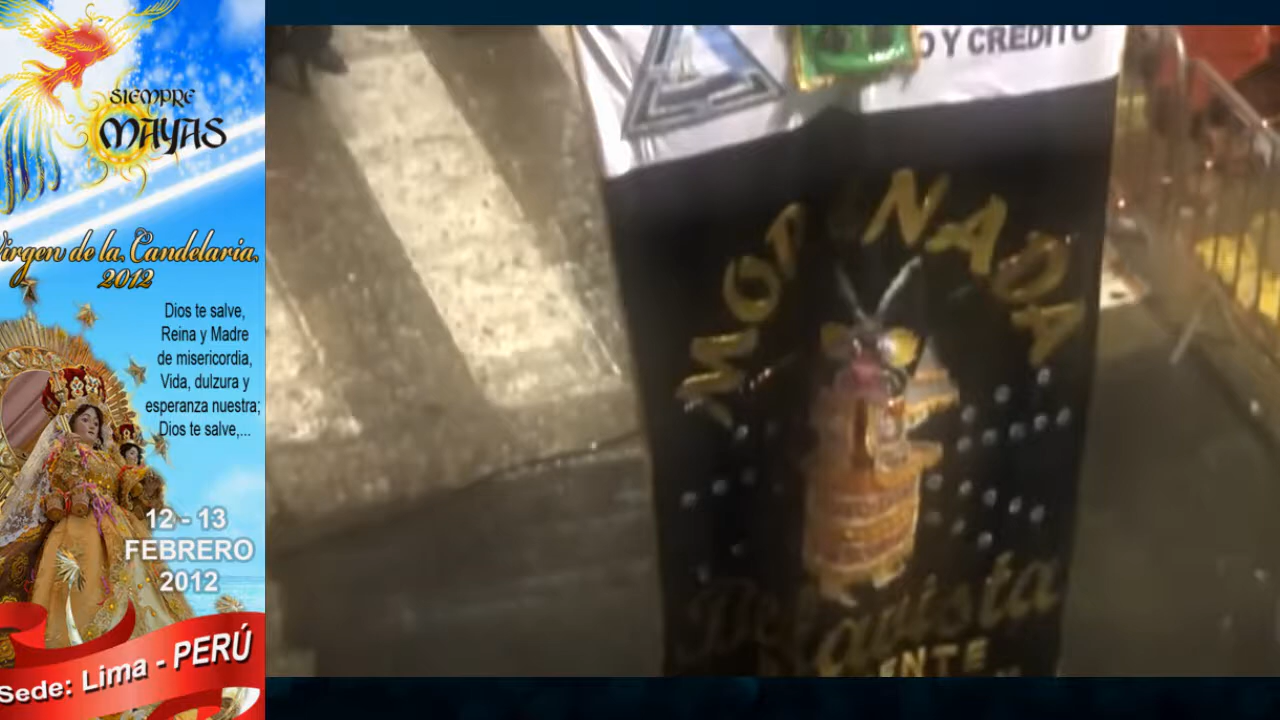 SIEMPRE
MAYAS
Virgen de la Candelaria,
2012
Dios te salve,
Reina y Madre
de misericordia,
Vida, dulzura y
esperanza nuestra;
Dios te salve,...
12 - 13
FEBRERO
2012
Sede: Lima - PERÚ
O Y CREDITO
MORENADA
ENTE